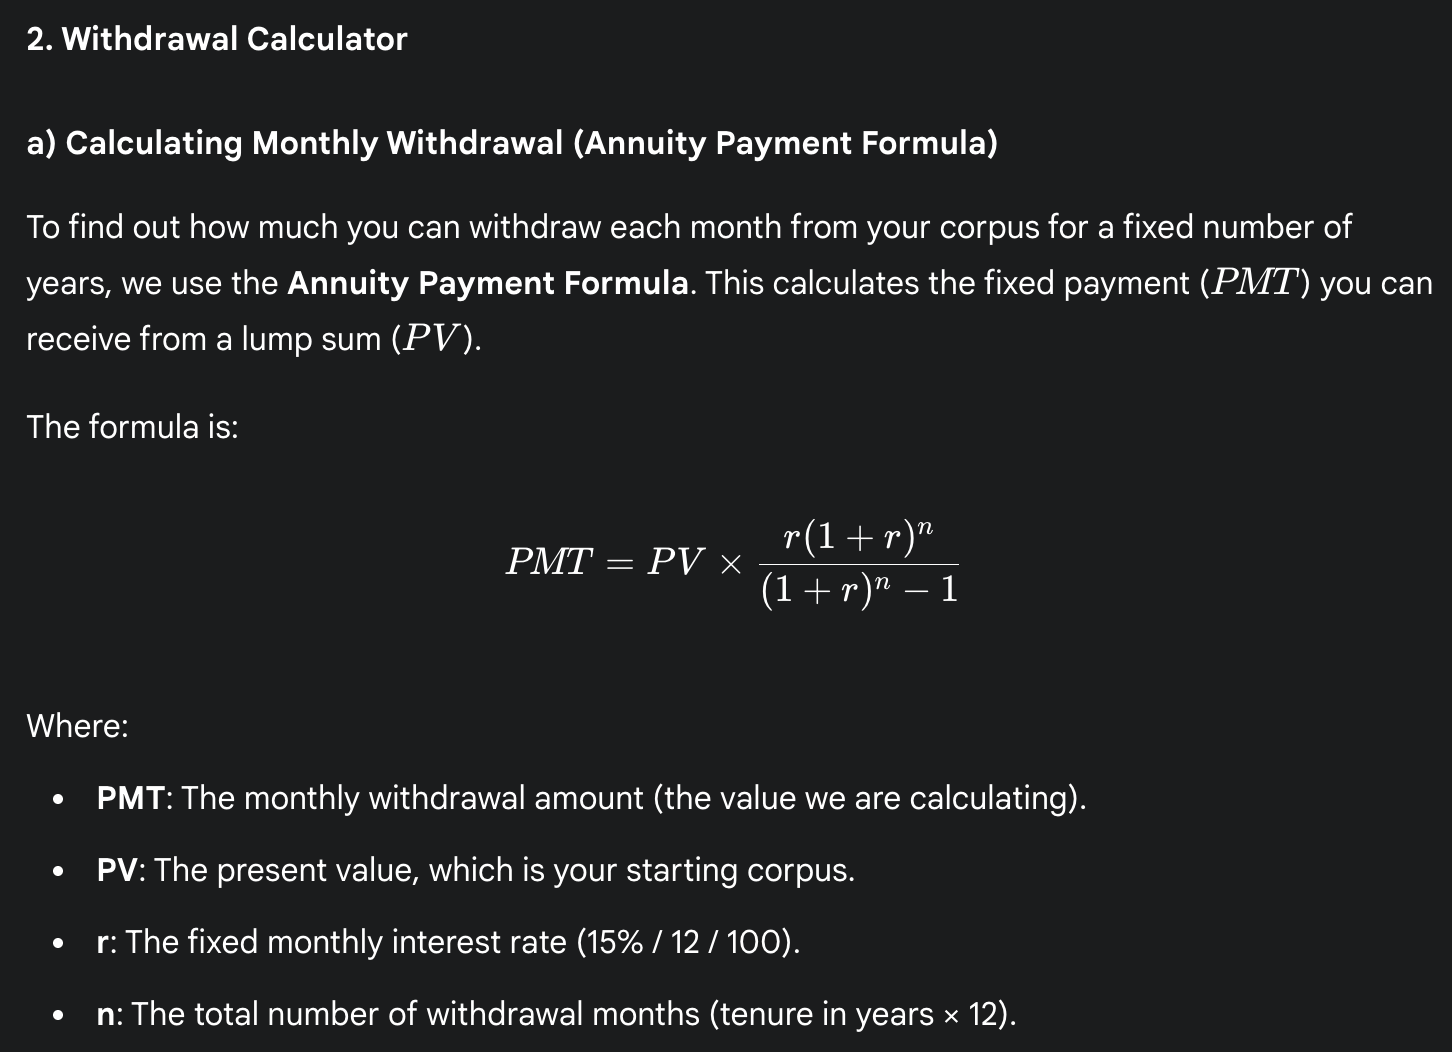 2. Withdrawal Calculator
a) Calculating Monthly Withdrawal (Annuity Payment Formula)
To find out how much you can withdraw each month from your corpus for a fixed number of
years, we use the Annuity Payment Formula. This calculates the fixed payment (PMT) you can
receive from a lump sum (PV).
The formula is:
PMT = PV × \frac{r(1 + r)^n}{(1 + r)^n − 1}
Where:
• PMT: The monthly withdrawal amount (the value we are calculating).
• PV: The present value, which is your starting corpus.
• r: The fixed monthly interest rate (15% / 12 / 100).
• n: The total number of withdrawal months (tenure in years × 12).